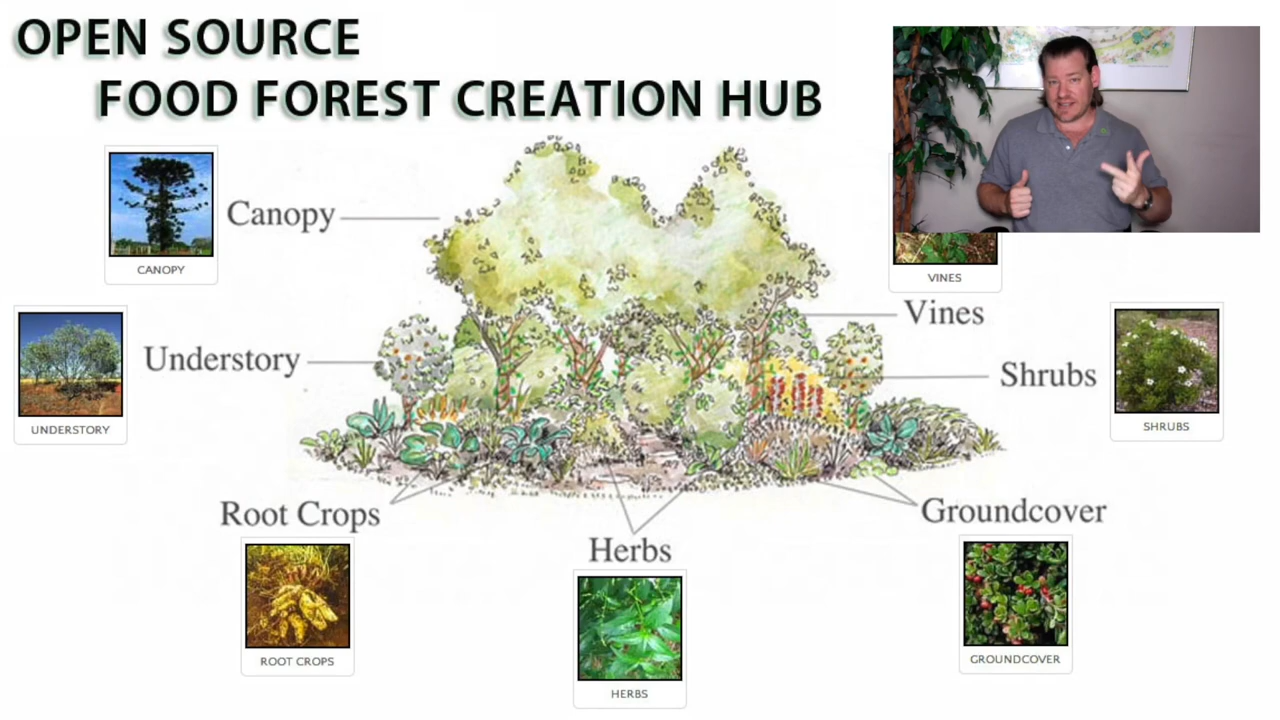 OPEN SOURCE
FOOD FOREST CREATION HUB
Canopy
CANOPY
VINES
Vines
Understory
UNDERSTORY
Shrubs
SHRUBS
Root Crops
ROOT CROPS
Herbs
HERBS
Groundcover
GROUNDCOVER